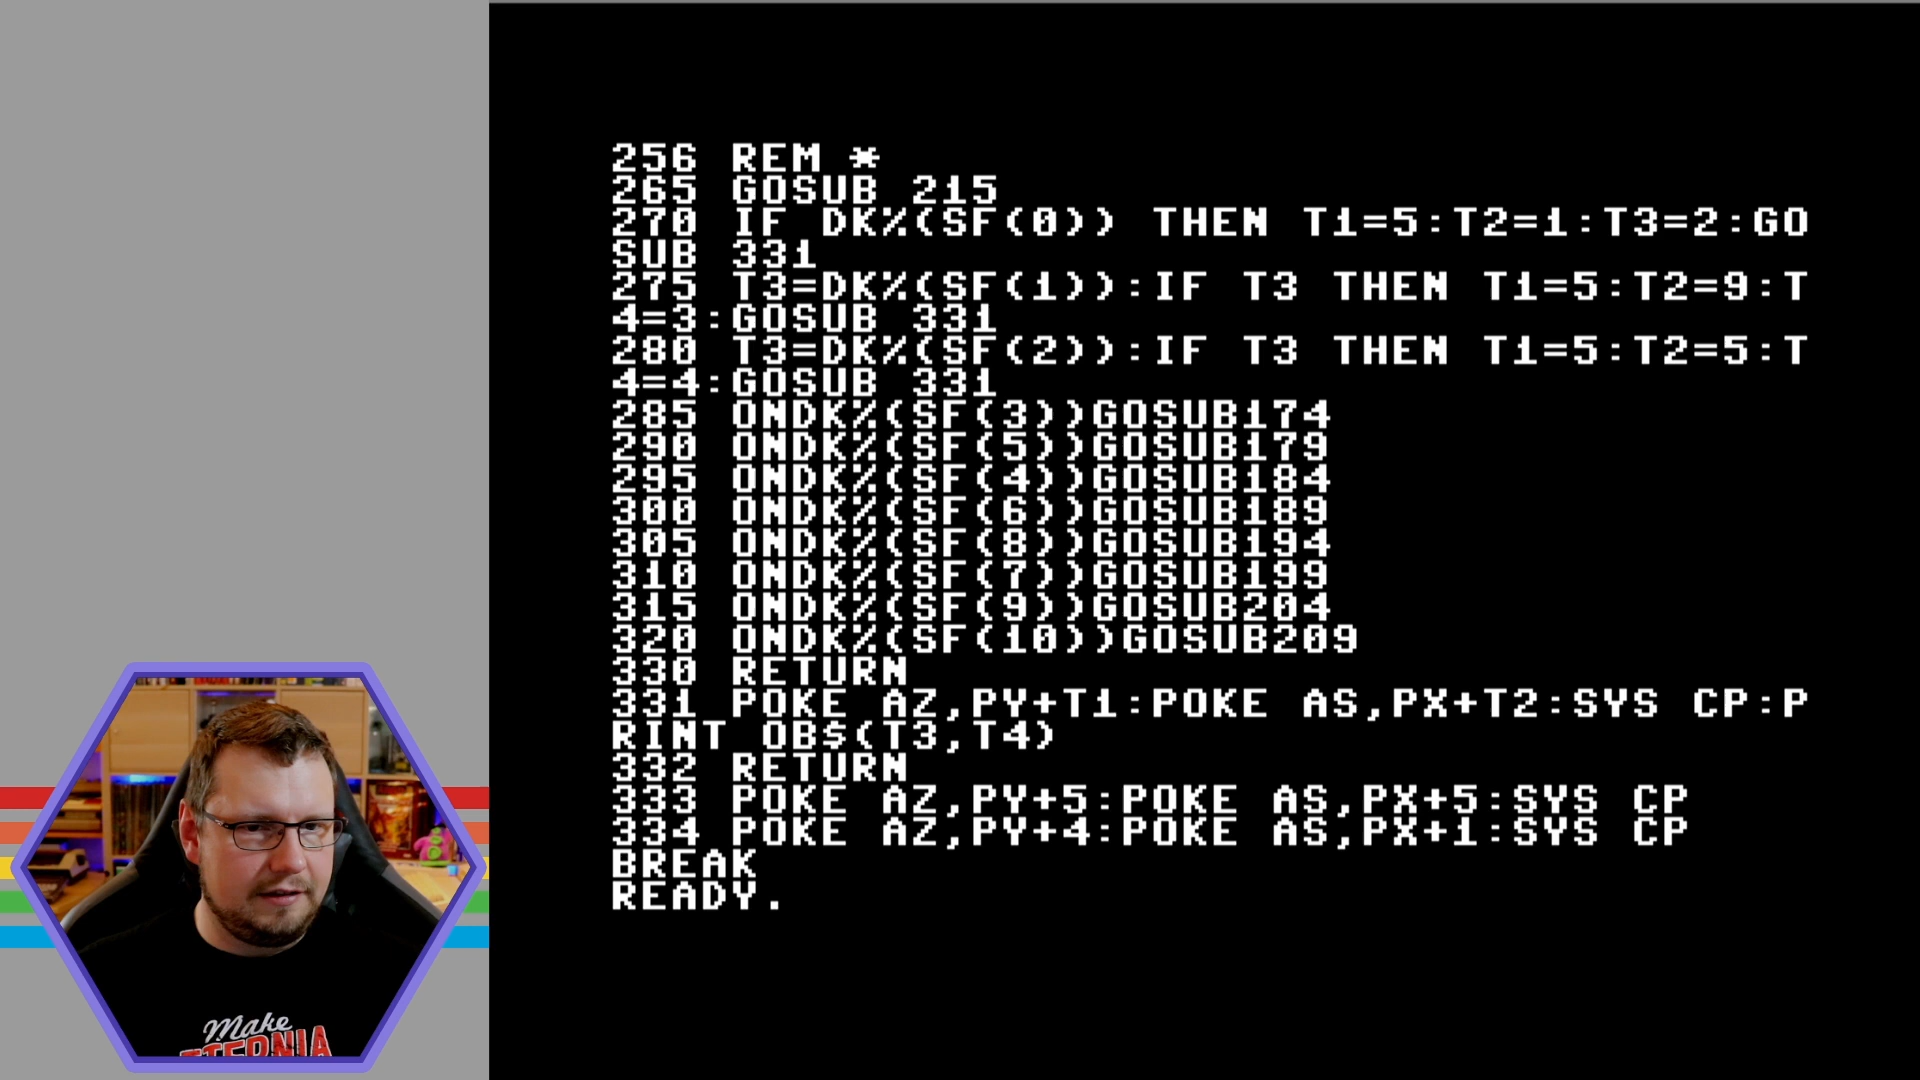 256 REM *
265 GOSUB 215
270 IF DK%(SF(0)) THEN T1=5:T2=1:T3=2:GO
SUB 331
275 T3=DK%(SF(1)):IF T3 THEN T1=5:T2=9:T
4=3:GOSUB 331
280 T3=DK%(SF(2)):IF T3 THEN T1=5:T2=5:T
4=4:GOSUB 331
285 ONDK%(SF(3))GOSUB174
290 ONDK%(SF(5))GOSUB179
295 ONDK%(SF(4))GOSUB184
300 ONDK%(SF(6))GOSUB189
305 ONDK%(SF(8))GOSUB194
310 ONDK%(SF(7))GOSUB199
315 ONDK%(SF(9))GOSUB204
320 ONDK%(SF(10))GOSUB209
330 RETURN
331 POKE AZ,PY+T1:POKE AS,PX+T2:SYS CP:P
RINT OB$(T3,T4)
332 RETURN
333 POKE AZ,PY+5:POKE AS,PX+5:SYS CP
334 POKE AZ,PY+4:POKE AS,PX+1:SYS CP
BREAK
READY.
Make
ETERNIA